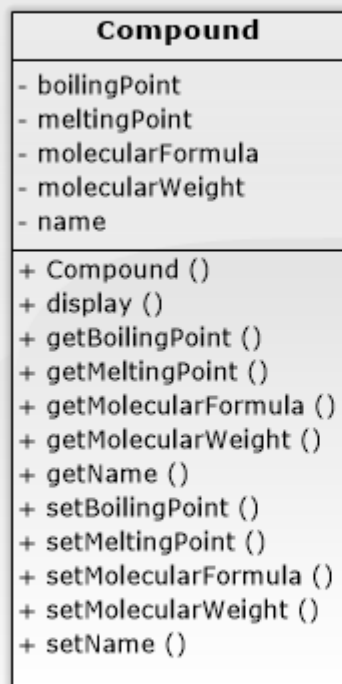 Compound
- boilingPoint
- meltingPoint
- molecularFormula
- molecularWeight
- name
+ Compound ()
+ display ()
+ getBoilingPoint ()
+ getMeltingPoint ()
+ getMolecularFormula ()
+ getMolecularWeight ()
+ getName ()
+ setBoilingPoint ()
+ setMeltingPoint ()
+ setMolecularFormula ()
+ setMolecularWeight ()
+ setName ()